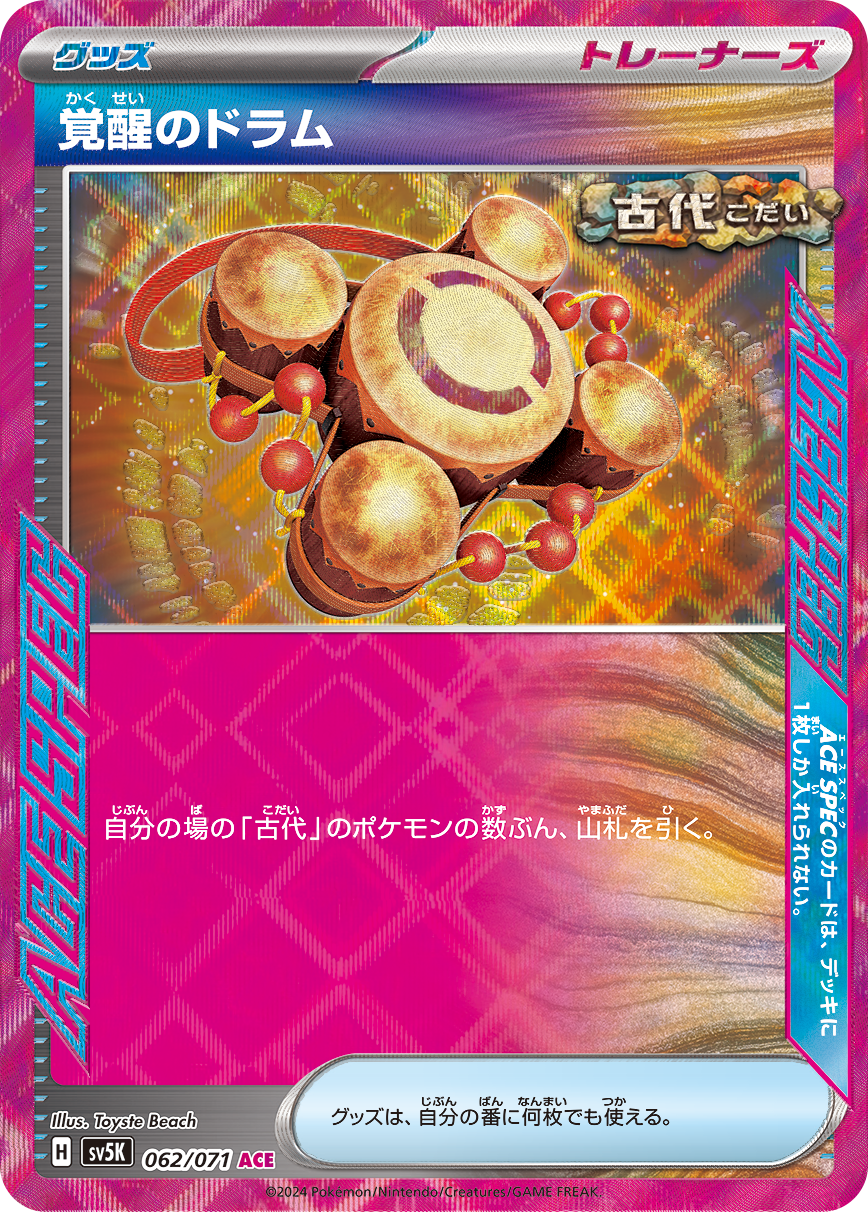 グッズ
トレーナーズ
かくせい
覚醒のドラム
古代 こだい
ACE SPEC
ACE SPEC
エーススペック
ACE SPECのカードは、デッキに
まい い
1枚しか入れられない。
じぶん ば こだい かず やまふだ ひ
自分の場の「古代」のポケモンの数ぶん、山札を引く。
じぶん ばん なんまい つか
グッズは、自分の番に何枚でも使える。
Illus. Toyste Beach
H sv5K 062/071 ACE
©2024 Pokémon/Nintendo/Creatures/GAME FREAK.